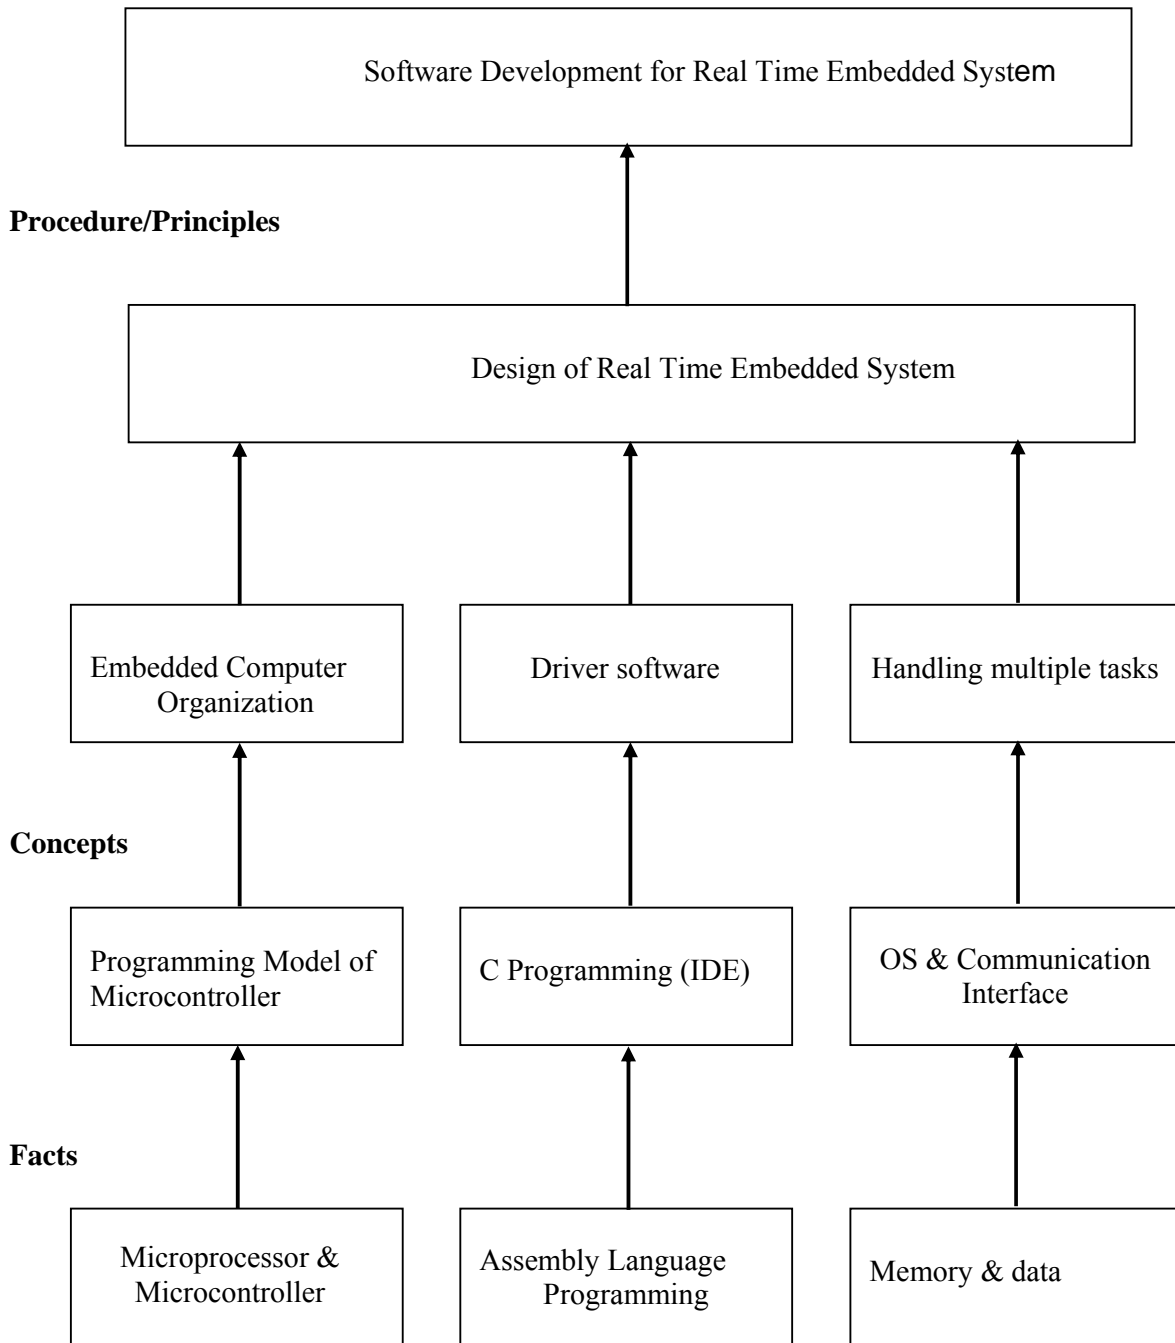 Software Development for Real Time Embedded System
Procedure/Principles
Design of Real Time Embedded System
Embedded Computer
Organization
Driver software
Handling multiple tasks
Concepts
Programming Model of
Microcontroller
C Programming (IDE)
OS & Communication
Interface
Facts
Microprocessor &
Microcontroller
Assembly Language
Programming
Memory & data